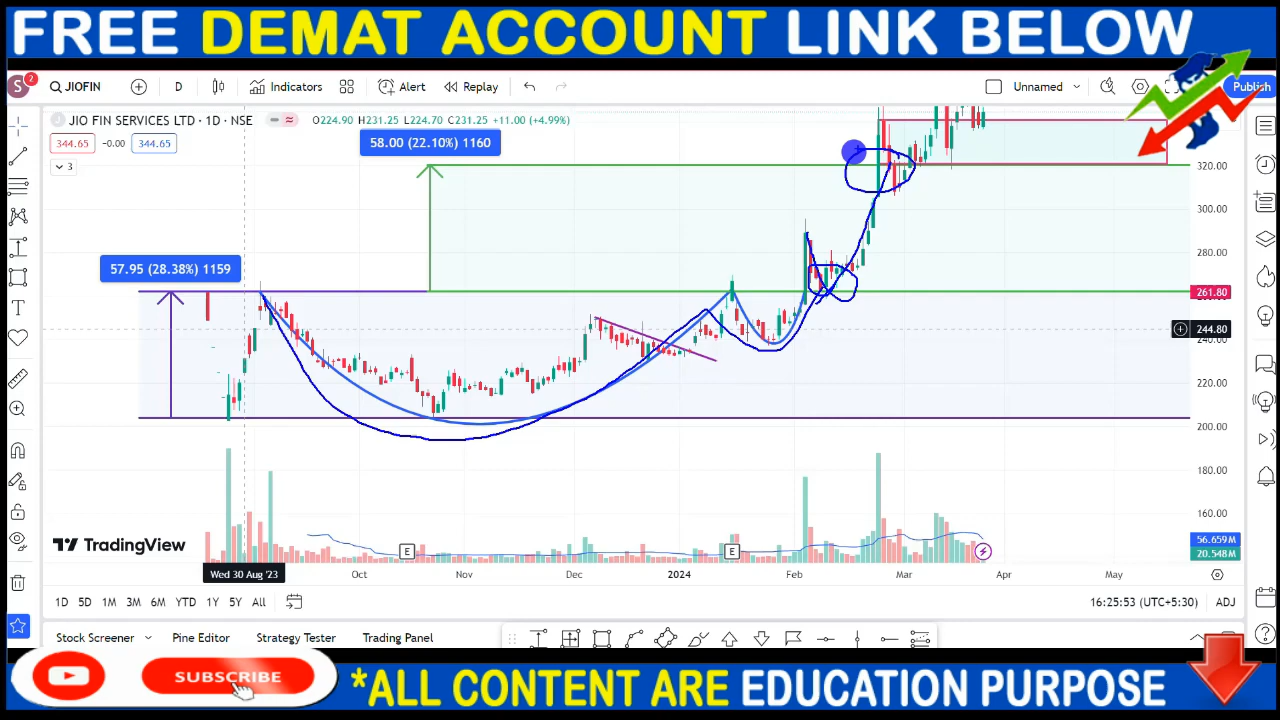 FREE DEMAT ACCOUNT LINK BELOW
S 2 JIOFIN D Indicators Alert Replay Unnamed Publish
JIO FIN SERVICES LTD · 1D · NSE O224.90 H231.25 L224.70 C231.25 +11.00 (+4.99%)
344.65 -0.00 344.65
58.00 (22.10%) 1160
3
57.95 (28.38%) 1159
320.00
300.00
280.00
261.80
244.80
240.00
220.00
200.00
180.00
160.00
56.659M
20.548M
E E
TradingView
Wed 30 Aug '23 Oct Nov Dec 2024 Feb Mar Apr May
1D 5D 1M 3M 6M YTD 1Y 5Y All 16:25:53 (UTC+5:30) ADJ
Stock Screener Pine Editor Strategy Tester Trading Panel
SUBSCRIBE
*ALL CONTENT ARE EDUCATION PURPOSE